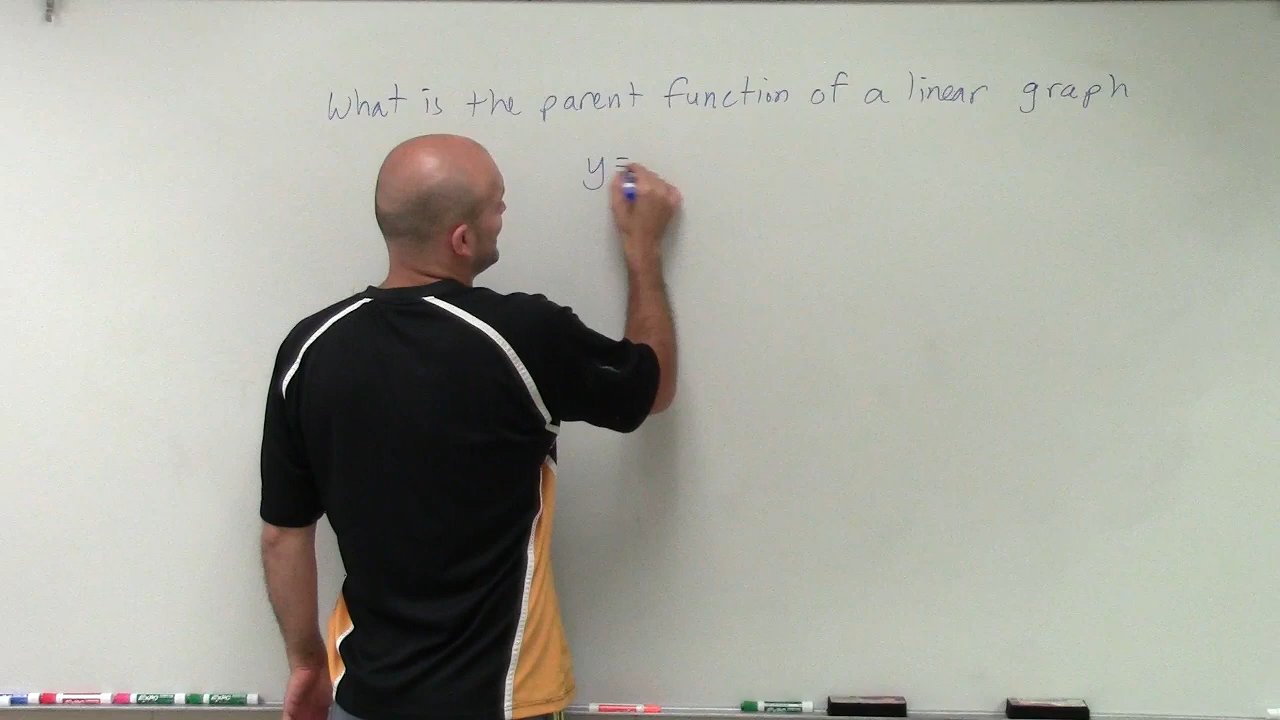 What is the parent function of a linear graph
y =